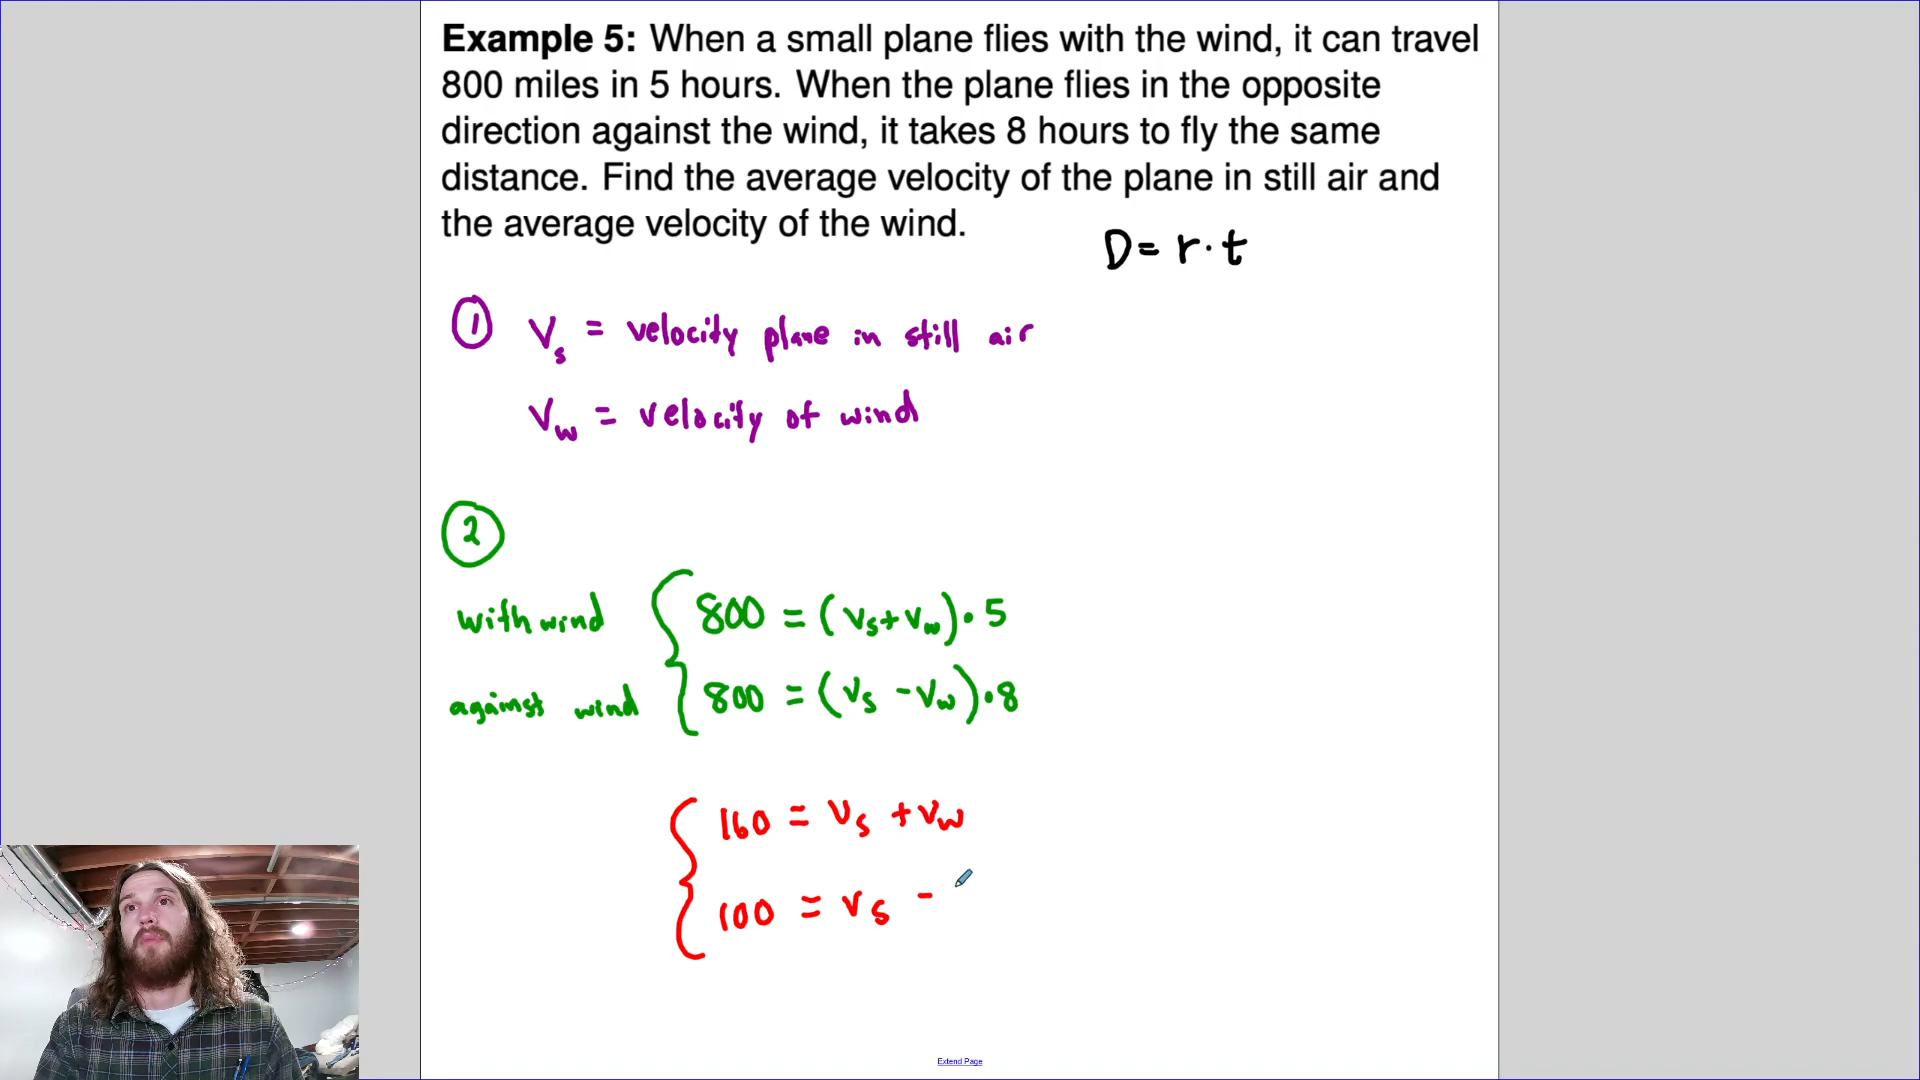 Example 5: When a small plane flies with the wind, it can travel
800 miles in 5 hours. When the plane flies in the opposite
direction against the wind, it takes 8 hours to fly the same
distance. Find the average velocity of the plane in still air and
the average velocity of the wind.
D = r · t
① Vₛ = velocity plane in still air
V_w = velocity of wind
②
with wind 800 = (vₛ + v_w) · 5
against wind 800 = (vₛ - v_w) · 8
160 = vₛ + v_w
100 = vₛ -
Extend Page